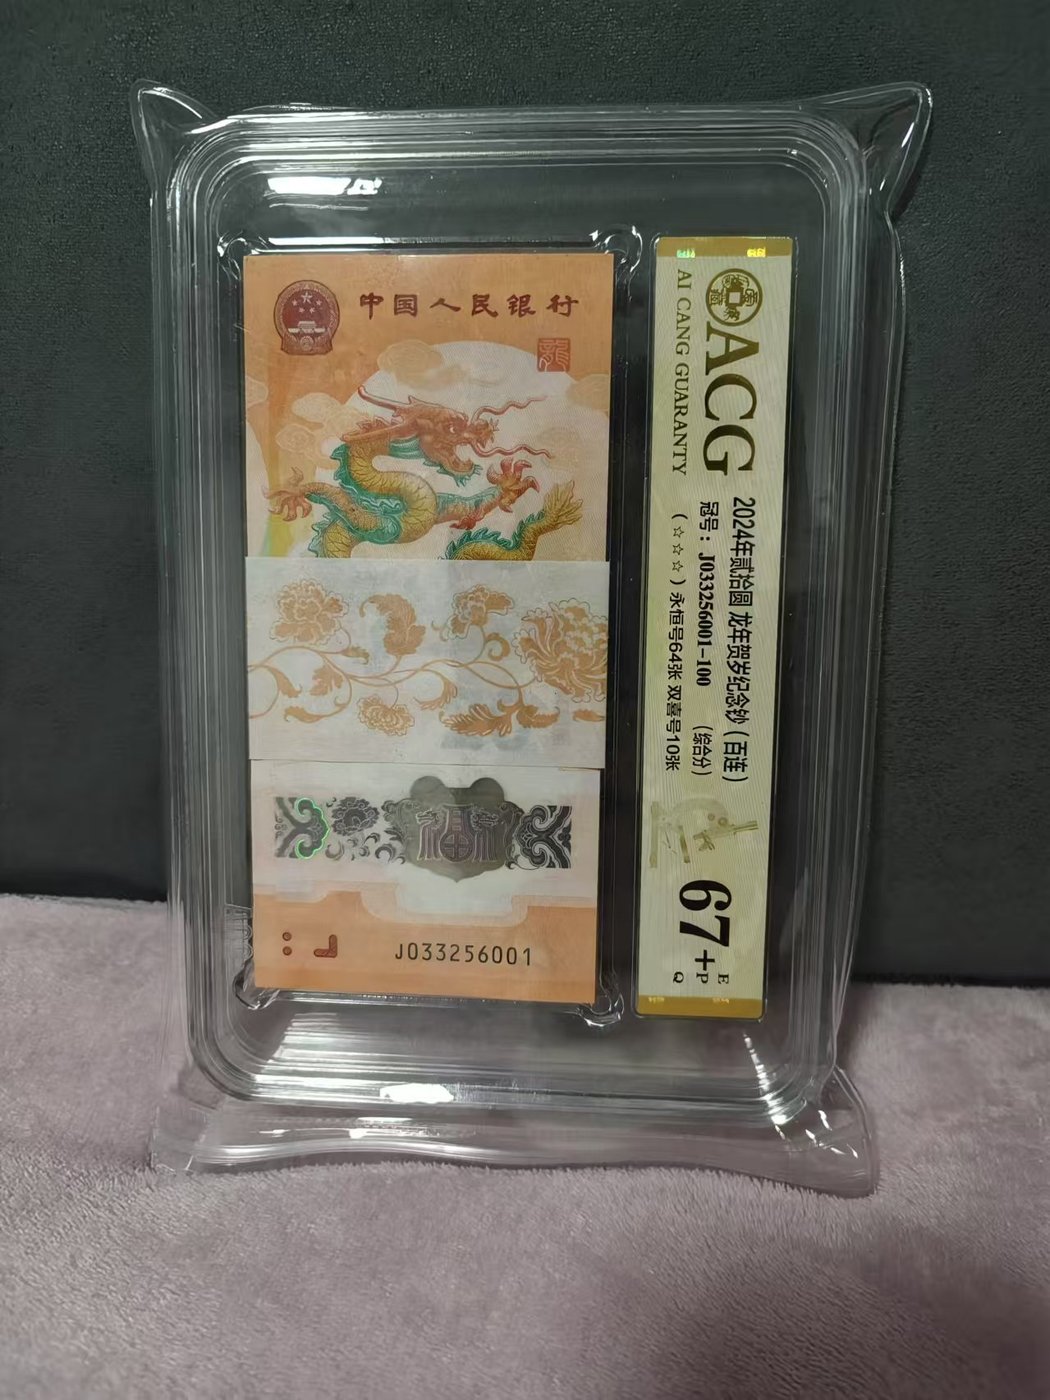 中国人民银行
龍
福
J033256001
ACG
AI CANG GUARANTY
2024年贰拾圆 龙年贺岁纪念钞（百连）
冠号：J033256001-100 （综合分）
（☆☆☆）永恒号64张 双喜号10张
67+
E
P
Q